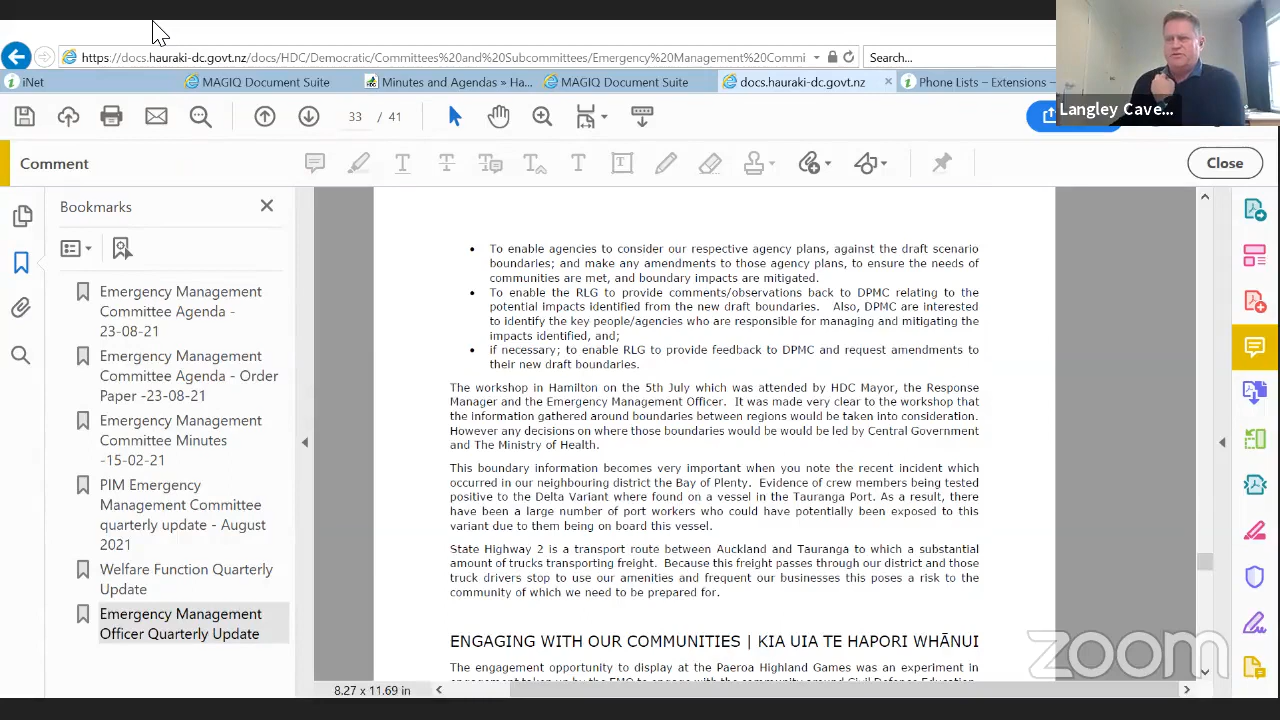 https://docs.hauraki-dc.govt.nz/docs/HDC/Democratic/Committees%20and%20Subcommittees/Emergency%20Management%20Commi
Search...
iNet
MAGIQ Document Suite
Minutes and Agendas » Ha...
MAGIQ Document Suite
docs.hauraki-dc.govt.nz
Phone Lists – Extensions –
Langley Cave...
33 / 41
Comment
Close
Bookmarks
Emergency Management
Committee Agenda -
23-08-21
Emergency Management
Committee Agenda - Order
Paper -23-08-21
Emergency Management
Committee Minutes
-15-02-21
PIM Emergency
Management Committee
quarterly update - August
2021
Welfare Function Quarterly
Update
Emergency Management
Officer Quarterly Update
• To enable agencies to consider our respective agency plans, against the draft scenario
boundaries; and make any amendments to those agency plans, to ensure the needs of
communities are met, and boundary impacts are mitigated.
• To enable the RLG to provide comments/observations back to DPMC relating to the
potential impacts identified from the new draft boundaries. Also, DPMC are interested
to identify the key people/agencies who are responsible for managing and mitigating the
impacts identified, and;
• if necessary; to enable RLG to provide feedback to DPMC and request amendments to
their new draft boundaries.
The workshop in Hamilton on the 5th July which was attended by HDC Mayor, the Response
Manager and the Emergency Management Officer. It was made very clear to the workshop that
the information gathered around boundaries between regions would be taken into consideration.
However any decisions on where those boundaries would be would be led by Central Government
and The Ministry of Health.
This boundary information becomes very important when you note the recent incident which
occurred in our neighbouring district the Bay of Plenty. Evidence of crew members being tested
positive to the Delta Variant where found on a vessel in the Tauranga Port. As a result, there
have been a large number of port workers who could have potentially been exposed to this
variant due to them being on board this vessel.
State Highway 2 is a transport route between Auckland and Tauranga to which a substantial
amount of trucks transporting freight. Because this freight passes through our district and those
truck drivers stop to use our amenities and frequent our businesses this poses a risk to the
community of which we need to be prepared for.
ENGAGING WITH OUR COMMUNITIES | KIA UIA TE HAPORI WHĀNUI
The engagement opportunity to display at the Paeroa Highland Games was an experiment in
engagement taken up by the EMO to engage with the community around Civil Defence Education.
8.27 x 11.69 in
zoom